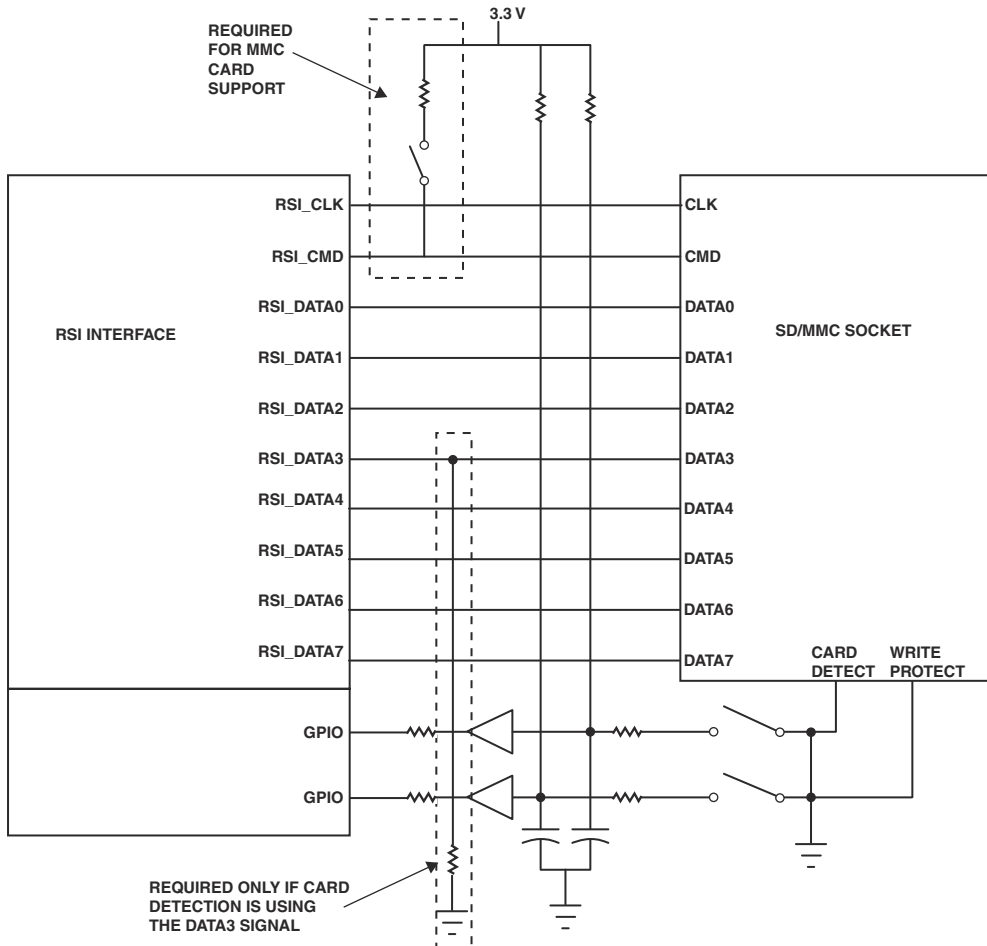 3.3 V
REQUIRED
FOR MMC
CARD
SUPPORT
RSI_CLK
CLK
RSI_CMD
CMD
RSI_DATA0
DATA0
RSI INTERFACE
SD/MMC SOCKET
RSI_DATA1
DATA1
RSI_DATA2
DATA2
RSI_DATA3
DATA3
RSI_DATA4
DATA4
RSI_DATA5
DATA5
RSI_DATA6
DATA6
RSI_DATA7
DATA7
CARD
DETECT
WRITE
PROTECT
GPIO
GPIO
REQUIRED ONLY IF CARD
DETECTION IS USING
THE DATA3 SIGNAL